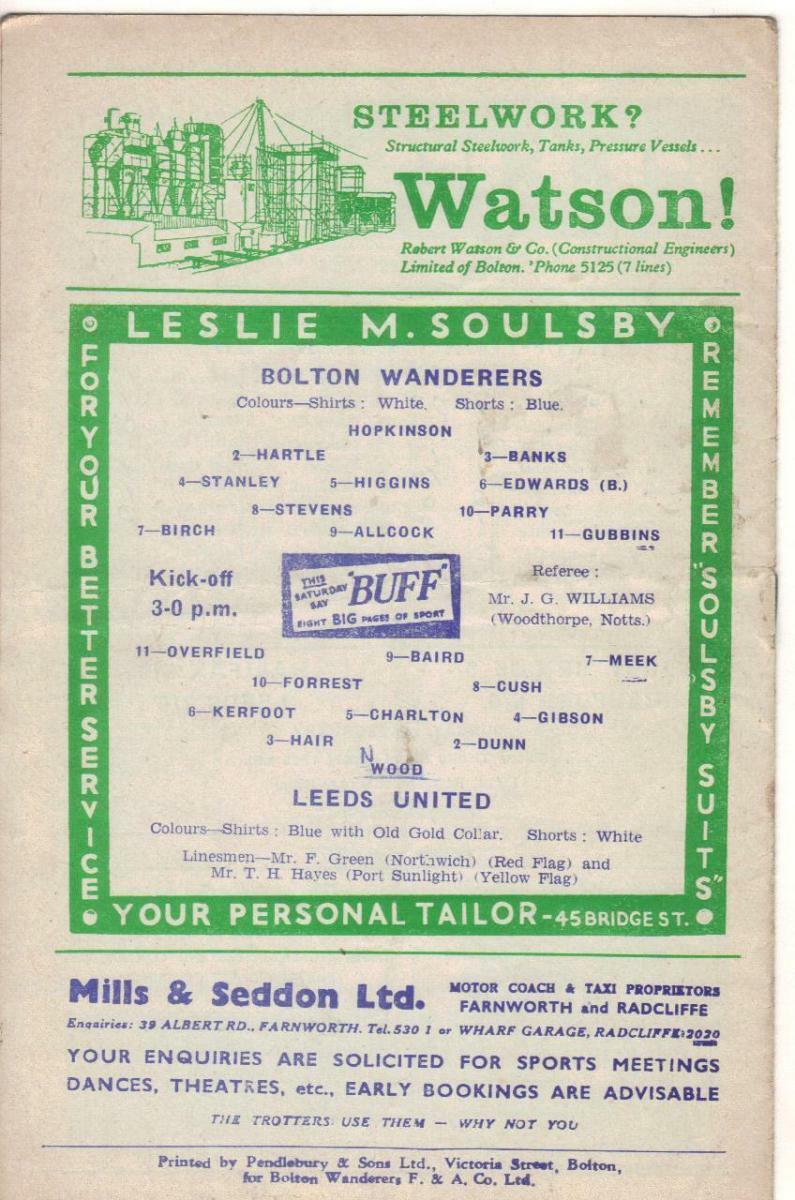 STEELWORK?
Structural Steelwork, Tanks, Pressure Vessels...
Watson!
Robert Watson & Co. (Constructional Engineers)
Limited of Bolton. 'Phone 5125 (7 lines)
LESLIE M. SOULSBY
FOR YOUR BETTER SERVICE
REMEMBER "SOULSBY SUITS"
BOLTON WANDERERS
Colours—Shirts : White. Shorts : Blue.
HOPKINSON
2—HARTLE 3—BANKS
4—STANLEY 5—HIGGINS 6—EDWARDS (B.)
8—STEVENS 10—PARRY
7—BIRCH 9—ALLCOCK 11—GUBBINS
Kick-off
3-0 p.m.
THIS
SATURDAY
BAY
"BUFF"
EIGHT BIG PAGES OF SPORT
Referee :
Mr. J. G. WILLIAMS
(Woodthorpe, Notts.)
11—OVERFIELD 9—BAIRD 7—MEEK
10—FORREST 8—CUSH
6—KERFOOT 5—CHARLTON 4—GIBSON
3—HAIR 2—DUNN
N
WOOD
LEEDS UNITED
Colours—Shirts : Blue with Old Gold Collar. Shorts : White
Linesmen—Mr. F. Green (Northwich) (Red Flag) and
Mr. T. H. Hayes (Port Sunlight) (Yellow Flag)
YOUR PERSONAL TAILOR - 45 BRIDGE ST.
Mills & Seddon Ltd. MOTOR COACH & TAXI PROPRIETORS
FARNWORTH and RADCLIFFE
Enquiries: 39 ALBERT RD., FARNWORTH. Tel. 530 1 or WHARF GARAGE, RADCLIFFE: 2020
YOUR ENQUIRIES ARE SOLICITED FOR SPORTS MEETINGS
DANCES, THEATRES, etc., EARLY BOOKINGS ARE ADVISABLE
THE TROTTERS USE THEM — WHY NOT YOU
Printed by Pendlebury & Sons Ltd., Victoria Street, Bolton,
for Bolton Wanderers F. & A. Co. Ltd.